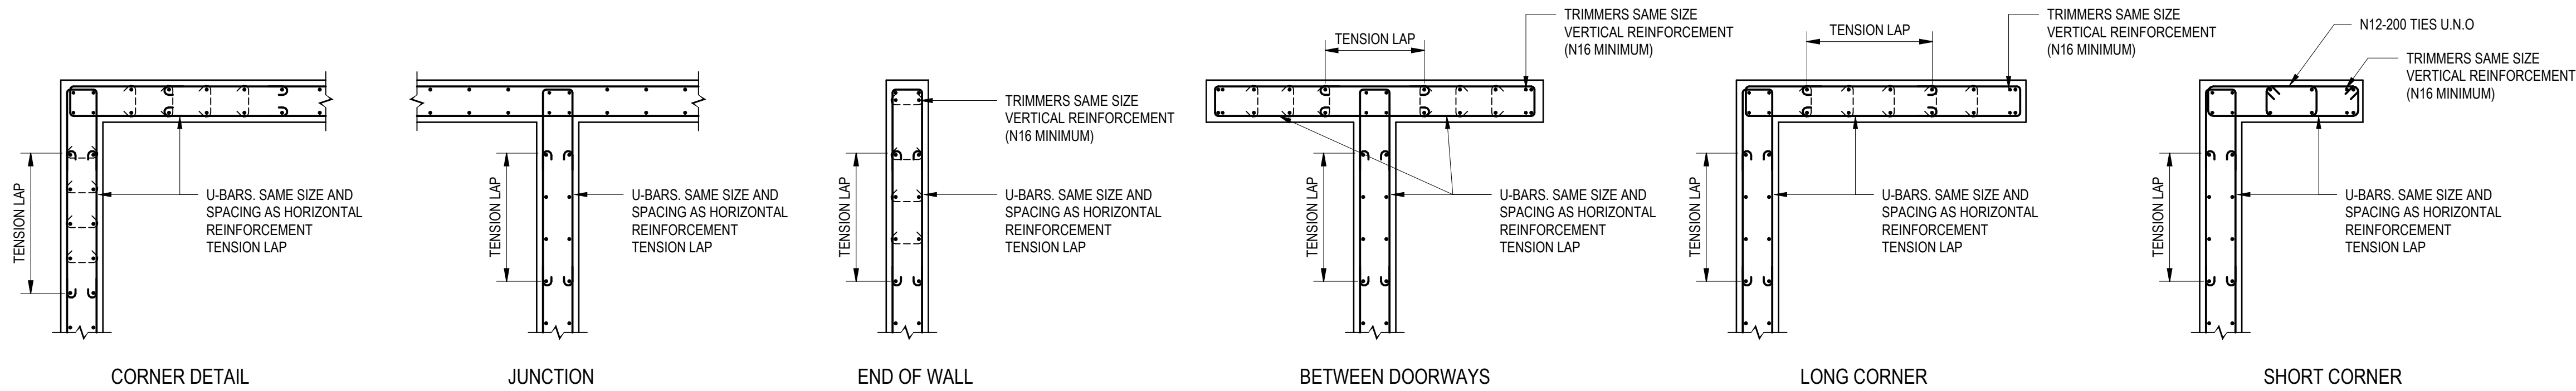 TENSION LAP
U-BARS. SAME SIZE AND
SPACING AS HORIZONTAL
REINFORCEMENT
TENSION LAP
CORNER DETAIL
TENSION LAP
U-BARS. SAME SIZE AND
SPACING AS HORIZONTAL
REINFORCEMENT
TENSION LAP
JUNCTION
TRIMMERS SAME SIZE
VERTICAL REINFORCEMENT
(N16 MINIMUM)
TENSION LAP
U-BARS. SAME SIZE AND
SPACING AS HORIZONTAL
REINFORCEMENT
TENSION LAP
END OF WALL
TENSION LAP
TRIMMERS SAME SIZE
VERTICAL REINFORCEMENT
(N16 MINIMUM)
TENSION LAP
U-BARS. SAME SIZE AND
SPACING AS HORIZONTAL
REINFORCEMENT
TENSION LAP
BETWEEN DOORWAYS
TENSION LAP
TRIMMERS SAME SIZE
VERTICAL REINFORCEMENT
(N16 MINIMUM)
TENSION LAP
U-BARS. SAME SIZE AND
SPACING AS HORIZONTAL
REINFORCEMENT
TENSION LAP
LONG CORNER
N12-200 TIES U.N.O
TRIMMERS SAME SIZE
VERTICAL REINFORCEMENT
(N16 MINIMUM)
TENSION LAP
U-BARS. SAME SIZE AND
SPACING AS HORIZONTAL
REINFORCEMENT
TENSION LAP
SHORT CORNER